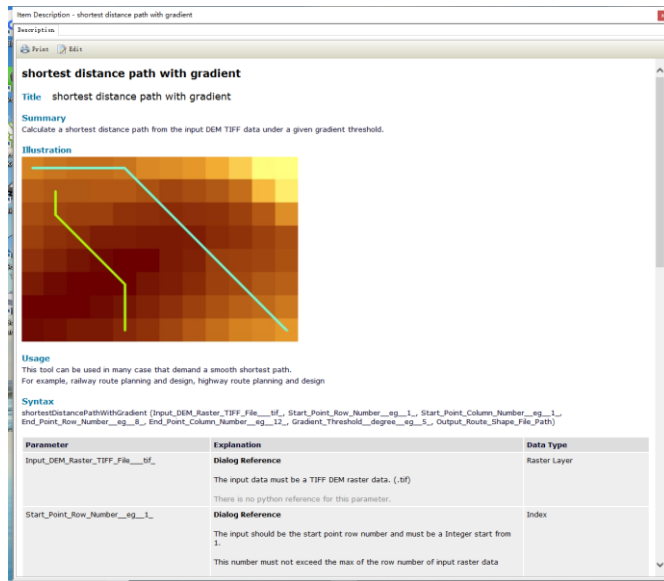 Item Description - shortest distance path with gradient
Description
Print Edit
shortest distance path with gradient
Title shortest distance path with gradient
Summary
Calculate a shortest distance path from the input DEM TIFF data under a given gradient threshold.
Illustration
Usage
This tool can be used in many case that demand a smooth shortest path.
For example, railway route planning and design, highway route planning and design
Syntax
shortestDistancePathWithGradient (Input_DEM_Raster_TIFF_File___tif_, Start_Point_Row_Number__eg__1_, Start_Point_Column_Number__eg__1_,
End_Point_Row_Number__eg__8_, End_Point_Column_Number__eg__12_, Gradient_Threshold__degree__eg__5_, Output_Route_Shape_
File_Path)
Parameter Explanation Data Type
Input_DEM_Raster_TIFF_File___tif_ Dialog Reference Raster Layer
The input data must be a TIFF DEM raster data. (.tif)
There is no python reference for this parameter.
Start_Point_Row_Number__eg__1_ Dialog Reference Index
The input should be the start point row number and must be a Integer start from
1.
This number must not exceed the max of the row number of input raster data